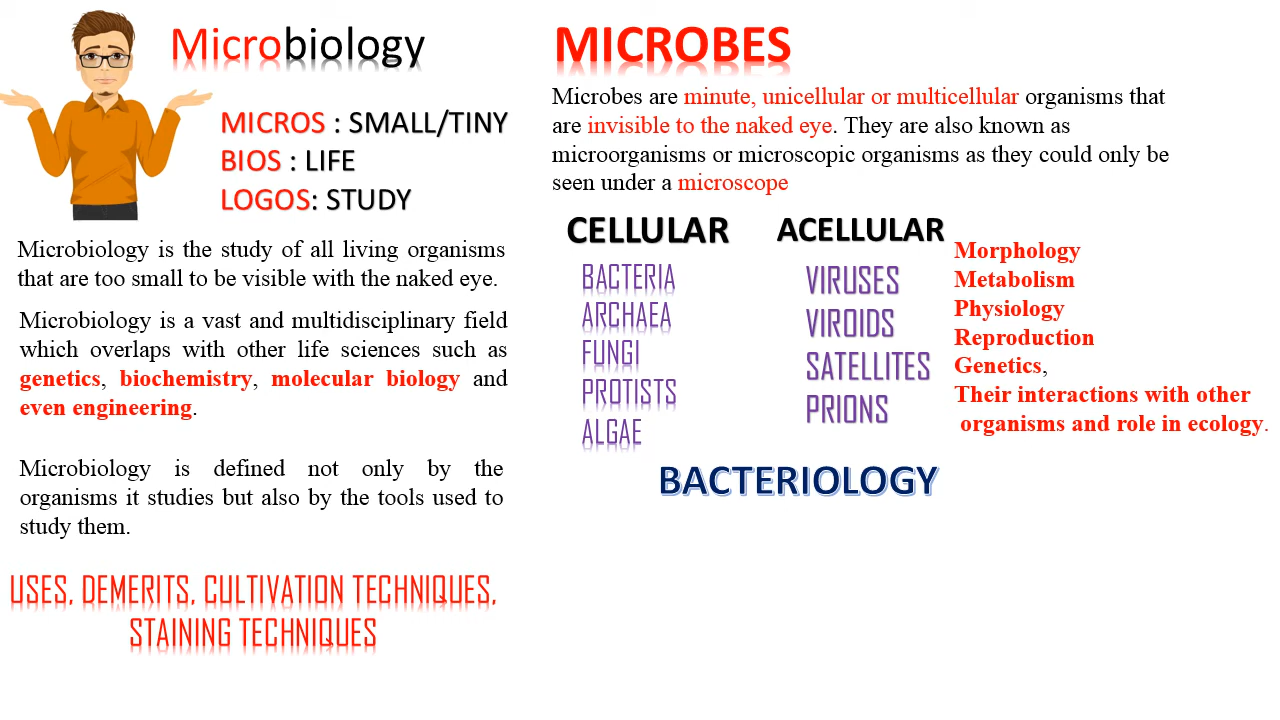 Microbiology
MICROS : SMALL/TINY
BIOS : LIFE
LOGOS: STUDY
Microbiology is the study of all living organisms
that are too small to be visible with the naked eye.
Microbiology is a vast and multidisciplinary field
which overlaps with other life sciences such as
genetics, biochemistry, molecular biology and
even engineering.
Microbiology is defined not only by the
organisms it studies but also by the tools used to
study them.
USES, DEMERITS, CULTIVATION TECHNIQUES,
STAINING TECHNIQUES
MICROBES
Microbes are minute, unicellular or multicellular organisms that
are invisible to the naked eye. They are also known as
microorganisms or microscopic organisms as they could only be
seen under a microscope
CELLULAR
BACTERIA
ARCHAEA
FUNGI
PROTISTS
ALGAE
ACELLULAR
VIRUSES
VIROIDS
SATELLITES
PRIONS
Morphology
Metabolism
Physiology
Reproduction
Genetics,
Their interactions with other
organisms and role in ecology.
BACTERIOLOGY